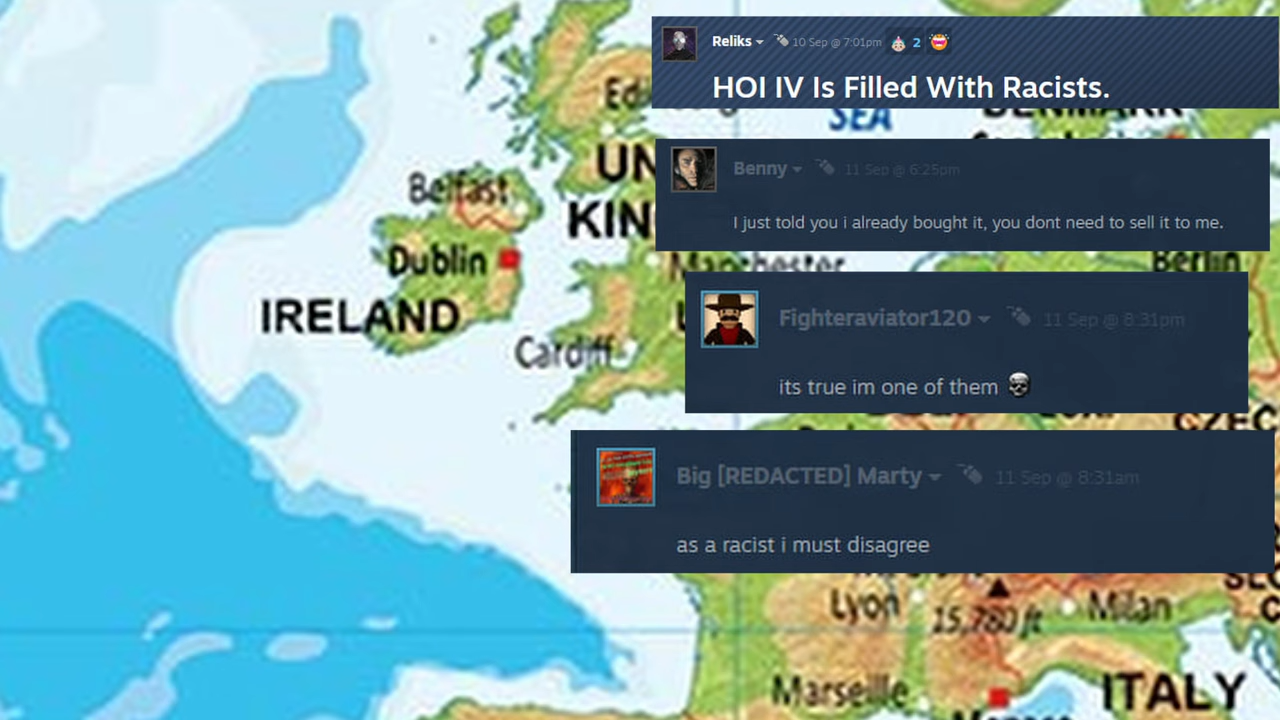 Reliks 10 Sep @ 7:01pm 2
HOI IV Is Filled With Racists.
SEA
DENMARK
Benny 11 Sep @ 6:25pm
I just told you i already bought it, you dont need to sell it to me.
Belfast
UN
KIN
Dublin
Manchester
Berlin
IRELAND
Cardiff
Fighteraviator120 11 Sep @ 8:31pm
its true im one of them
Big [REDACTED] Marty 11 Sep @ 8:31am
as a racist i must disagree
Lyon
15,780 ft
Milan
Marseille
ITALY